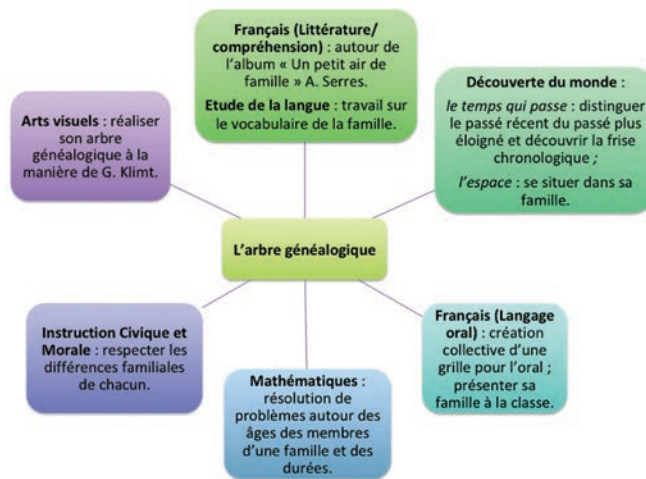 Français (Littérature/
compréhension) : autour de
l'album « Un petit air de
famille » A. Serres.
Etude de la langue : travail sur
le vocabulaire de la famille.
Découverte du monde :
le temps qui passe : distinguer
le passé récent du passé plus
éloigné et découvrir la frise
chronologique ;
l'espace : se situer dans sa
famille.
Arts visuels : réaliser
son arbre
généalogique à la
manière de G. Klimt.
L'arbre généalogique
Instruction Civique et
Morale : respecter les
différences familiales
de chacun.
Mathématiques :
résolution de
problèmes autour des
âges des membres
d'une famille et des
durées.
Français (Langage
oral) : création
collective d'une
grille pour l'oral ;
présenter sa
famille à la classe.